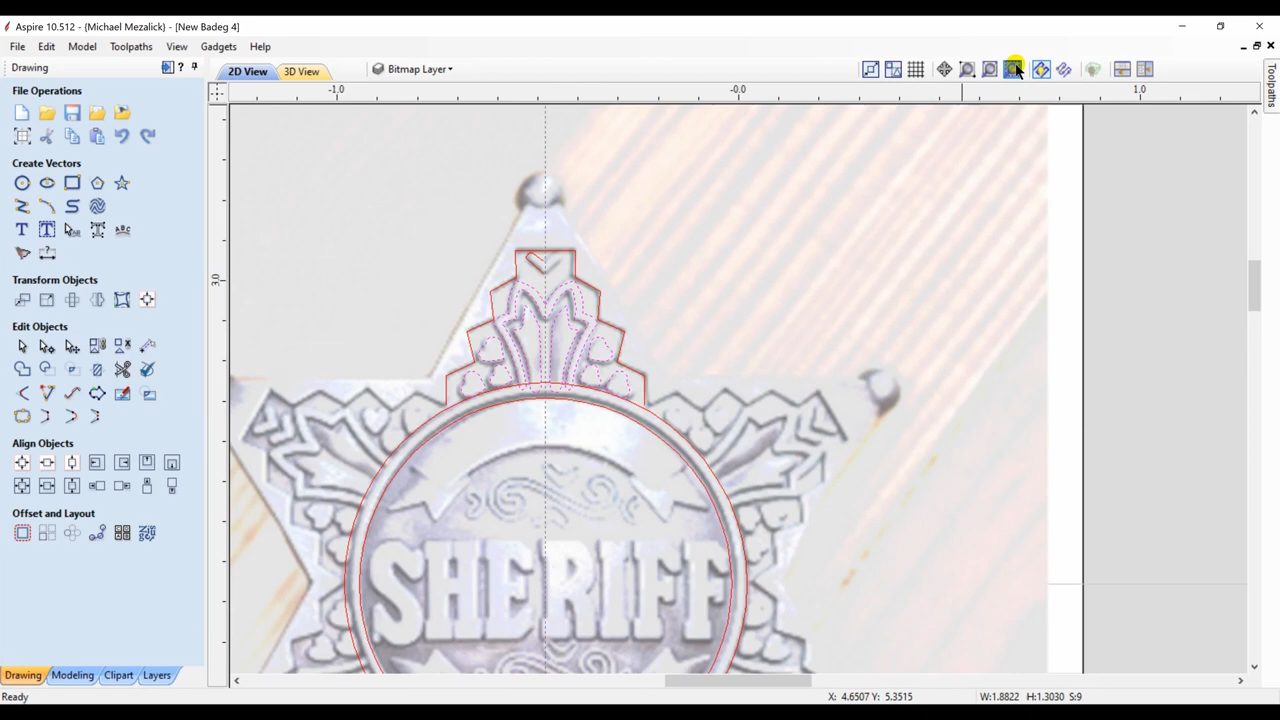 Aspire 10.512 - {Michael Mezalick} - [New Badeg 4]
File Edit Model Toolpaths View Gadgets Help
Drawing
2D View 3D View Bitmap Layer
File Operations
Create Vectors
Transform Objects
Edit Objects
Align Objects
Offset and Layout
Drawing Modeling Clipart Layers
-1.0 -0.0 1.0
3.0
SHERIFF
Toolpaths
Ready X: 4.6507 Y: 5.3515 W:1.8822 H:1.3030 S:9